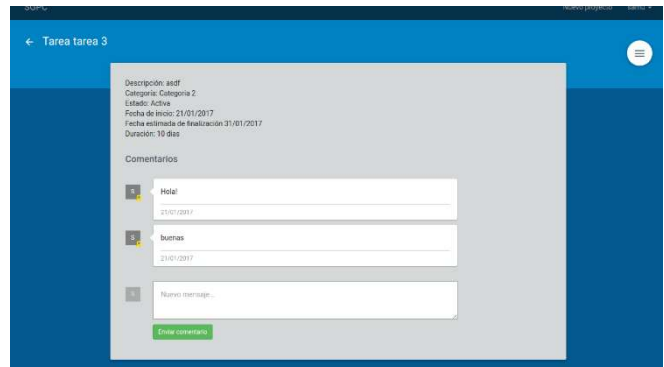 SGPC
Nuevo proyecto
← Tarea tarea 3
Descripción: asdf
Categoria: Categoria 2
Estado: Activa
Fecha de inicio: 21/01/2017
Fecha estimada de finalización 31/01/2017
Duración: 10 dias
Comentarios
S
Hola!
21/01/2017
S
buenas
21/01/2017
S
Nuevo mensaje...
Enviar comentario